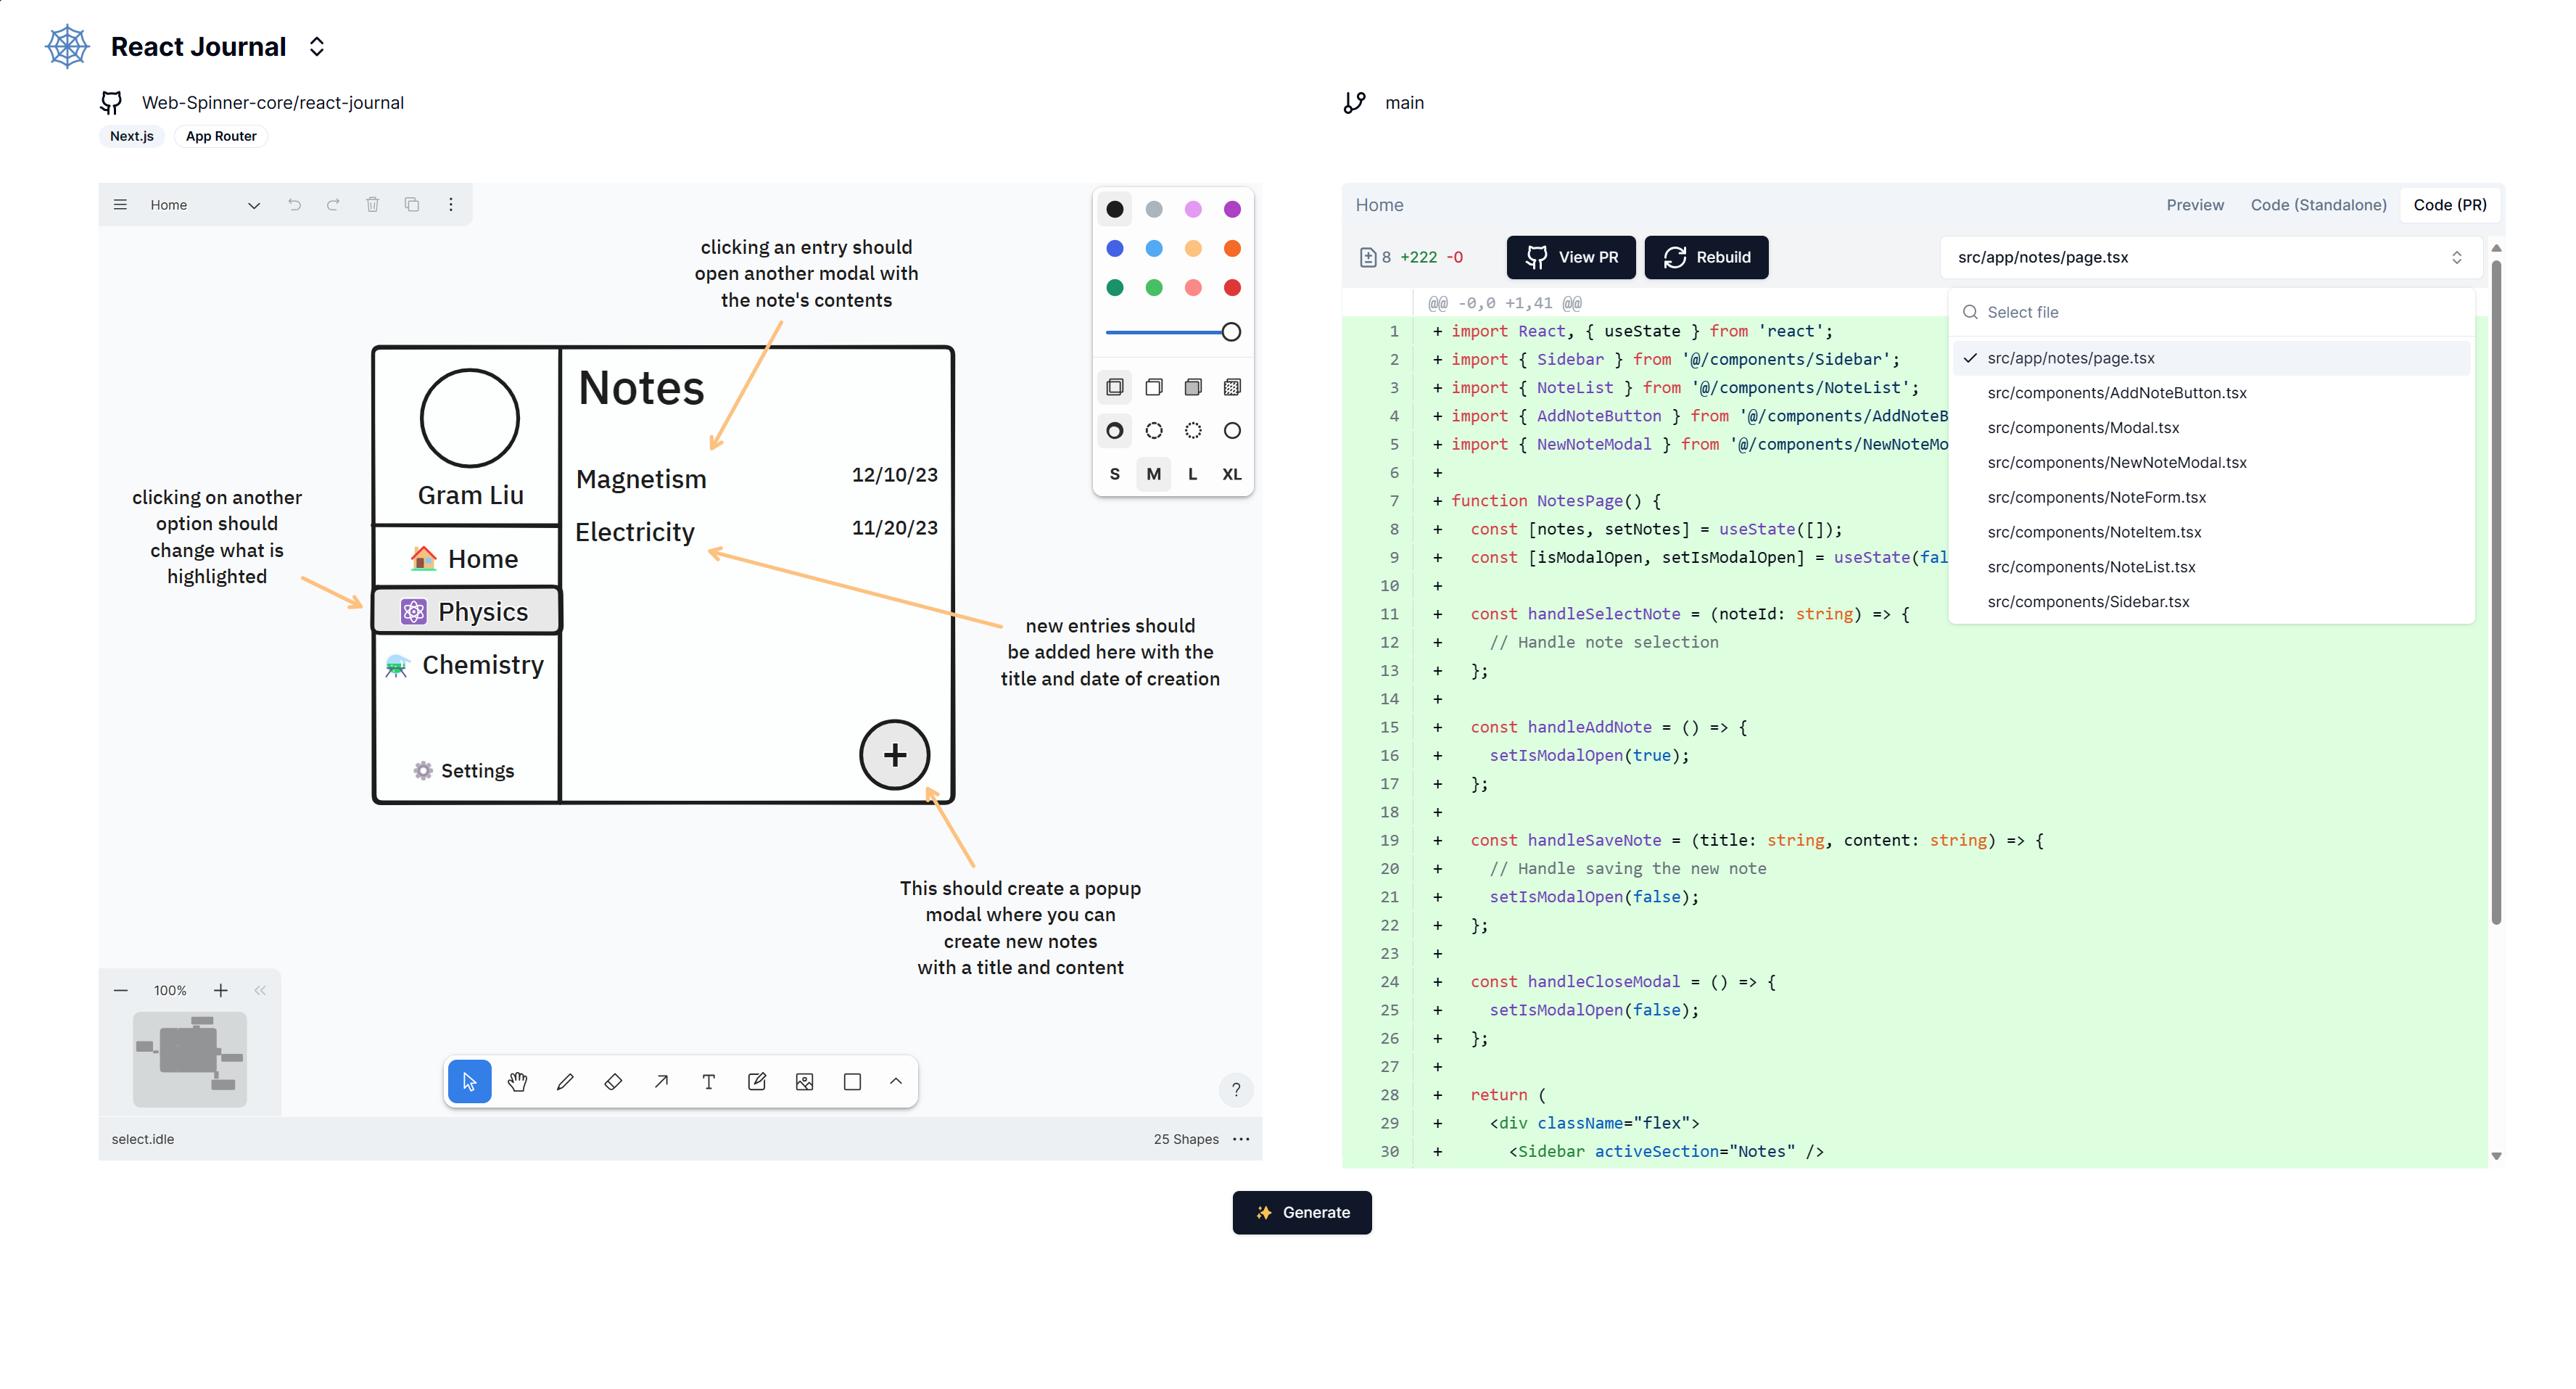 React Journal
Web-Spinner-core/react-journal
main
Next.js
App Router
Home
clicking an entry should
open another modal with
the note's contents
S M L XL
Notes
Magnetism 12/10/23
Electricity 11/20/23
Gram Liu
Home
Physics
Chemistry
Settings
+
clicking on another
option should
change what is
highlighted
new entries should
be added here with the
title and date of creation
This should create a popup
modal where you can
create new notes
with a title and content
100%
?
select.idle
25 Shapes
Home
Preview
Code (Standalone)
Code (PR)
8 +222 -0
View PR
Rebuild
src/app/notes/page.tsx
Select file
src/app/notes/page.tsx
src/components/AddNoteButton.tsx
src/components/Modal.tsx
src/components/NewNoteModal.tsx
src/components/NoteForm.tsx
src/components/NoteItem.tsx
src/components/NoteList.tsx
src/components/Sidebar.tsx
@@ -0,0 +1,41 @@
1 + import React, { useState } from 'react';
2 + import { Sidebar } from '@/components/Sidebar';
3 + import { NoteList } from '@/components/NoteList';
4 + import { AddNoteButton } from '@/components/AddNoteB
5 + import { NewNoteModal } from '@/components/NewNoteMo
6 +
7 + function NotesPage() {
8 +   const [notes, setNotes] = useState([]);
9 +   const [isModalOpen, setIsModalOpen] = useState(fal
10 +
11 +   const handleSelectNote = (noteId: string) => {
12 +     // Handle note selection
13 +   };
14 +
15 +   const handleAddNote = () => {
16 +     setIsModalOpen(true);
17 +   };
18 +
19 +   const handleSaveNote = (title: string, content: string) => {
20 +     // Handle saving the new note
21 +     setIsModalOpen(false);
22 +   };
23 +
24 +   const handleCloseModal = () => {
25 +     setIsModalOpen(false);
26 +   };
27 +
28 +   return (
29 +     <div className="flex">
30 +       <Sidebar activeSection="Notes" />
Generate